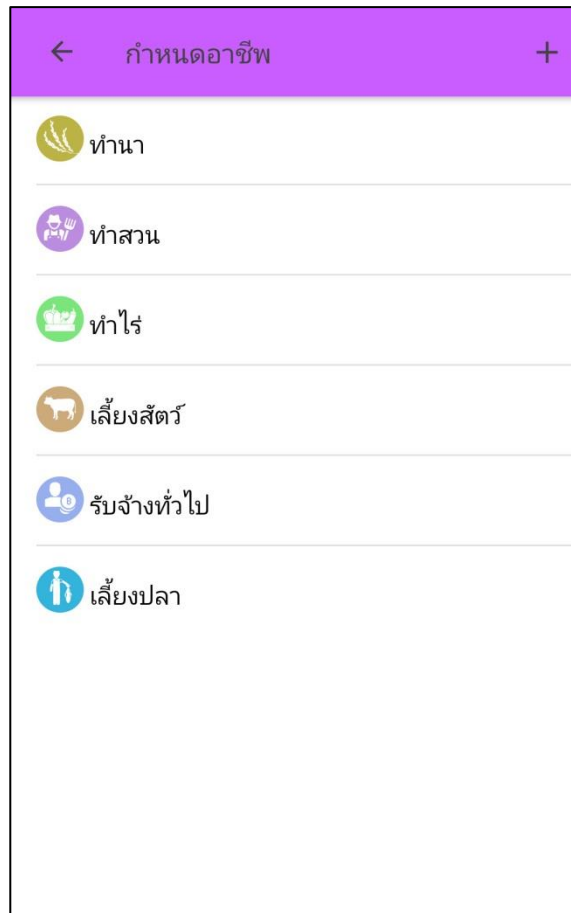 กำหนดอาชีพ
ทำนา
ทำสวน
ทำไร่
เลี้ยงสัตว์
รับจ้างทั่วไป
เลี้ยงปลา